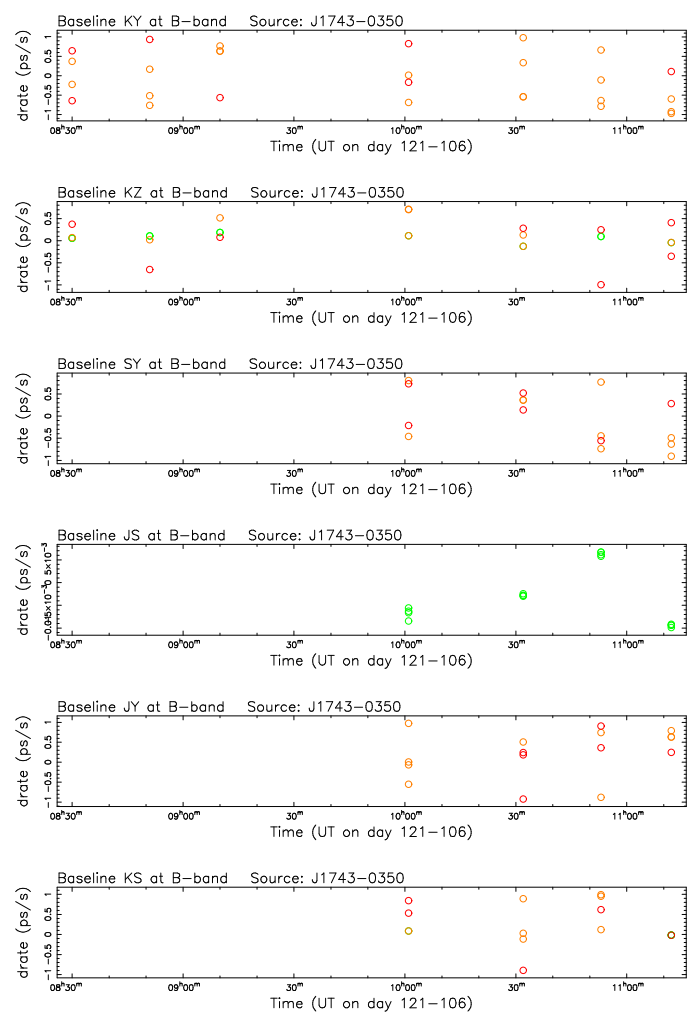 Baseline KY at B-band Source: J1743-0350
drate (ps/s)
1
0.5
0
-0.5
-1
08h30m 09h00m 30m 10h00m 30m 11h00m
Time (UT on day 121-106)
Baseline KZ at B-band Source: J1743-0350
drate (ps/s)
0.5
0
-0.5
-1
08h30m 09h00m 30m 10h00m 30m 11h00m
Time (UT on day 121-106)
Baseline SY at B-band Source: J1743-0350
drate (ps/s)
0.5
0
-0.5
-1
08h30m 09h00m 30m 10h00m 30m 11h00m
Time (UT on day 121-106)
Baseline JS at B-band Source: J1743-0350
drate (ps/s)
5×10-3
0
08h30m 09h00m 30m 10h00m 30m 11h00m
Time (UT on day 121-106)
Baseline JY at B-band Source: J1743-0350
drate (ps/s)
1
0.5
0
-0.5
-1
08h30m 09h00m 30m 10h00m 30m 11h00m
Time (UT on day 121-106)
Baseline KS at B-band Source: J1743-0350
drate (ps/s)
1
0.5
0
-0.5
-1
08h30m 09h00m 30m 10h00m 30m 11h00m
Time (UT on day 121-106)